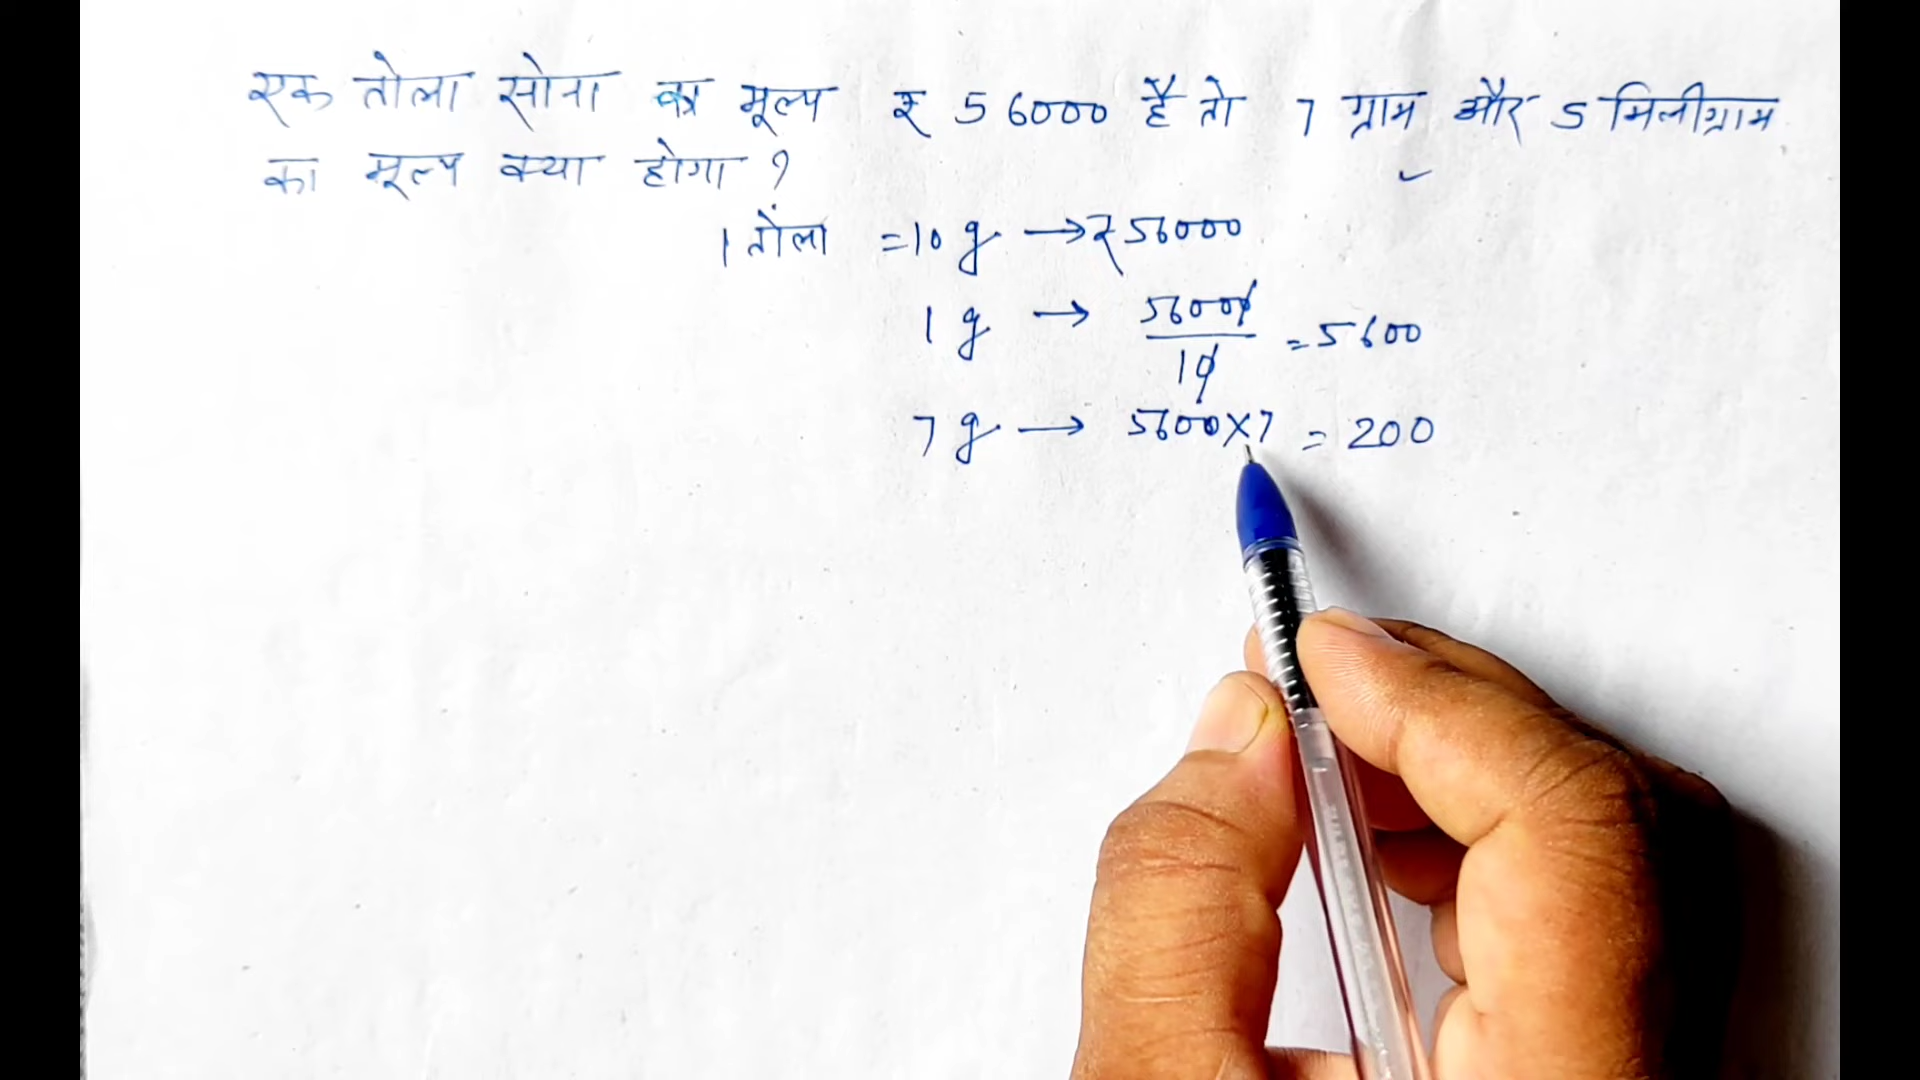 एक तोला सोना का मूल्य ₹ 56000 है तो 7 ग्राम और 5 मिलीग्राम
का मूल्य क्या होगा ?
1 तोंला = 10 g → ₹ 56000
1 g → 56000/10 = 5600
7 g → 5600×7 = 200